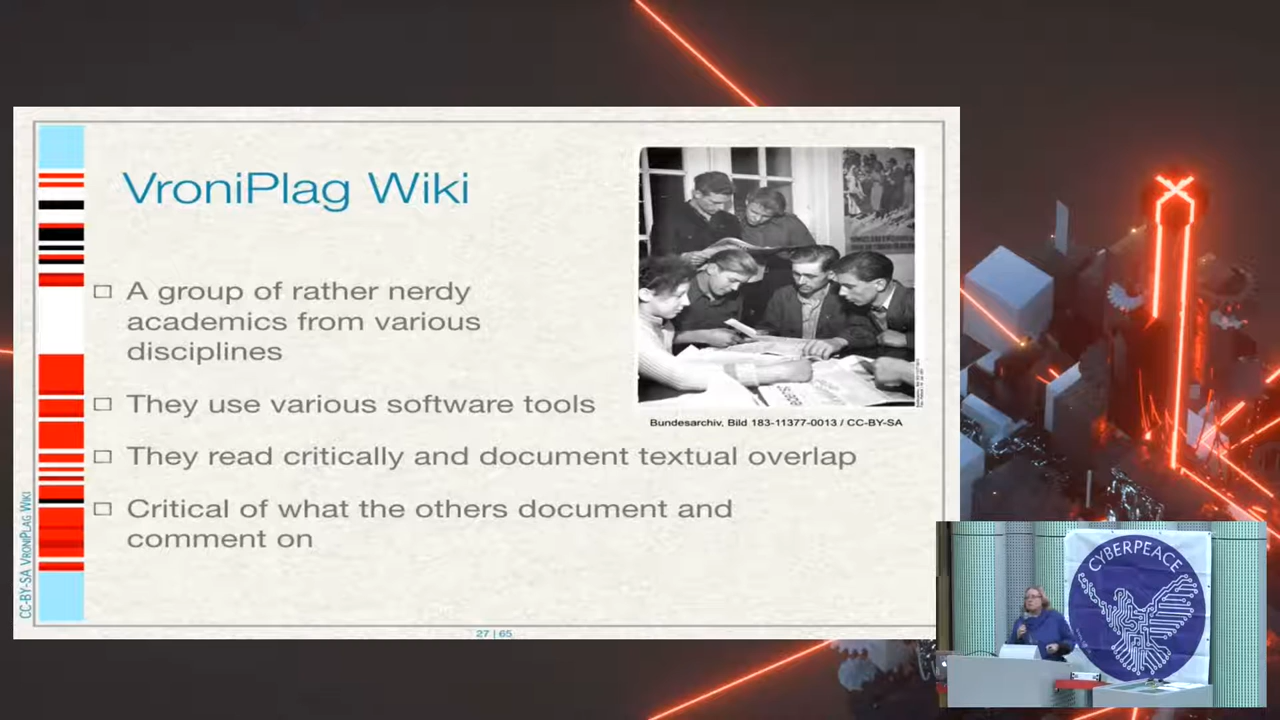 VroniPlag Wiki
A group of rather nerdy
academics from various
disciplines
They use various software tools
They read critically and document textual overlap
Critical of what the others document and
comment on
Bundesarchiv, Bild 183-11377-0013 / CC-BY-SA
CC-BY-SA VRONIPLAG WIKI
27 | 65
CYBERPEACE